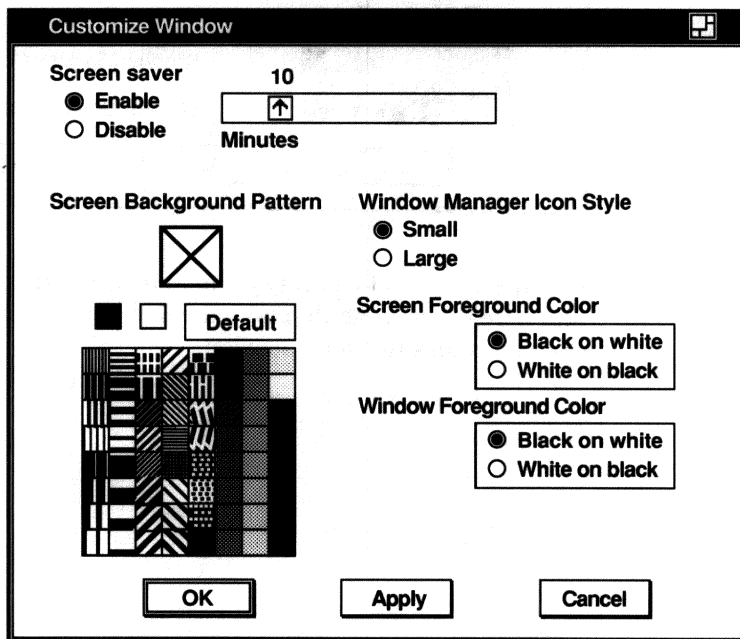 Customize Window
Screen saver
10
Enable
Disable
Minutes
Screen Background Pattern
Window Manager Icon Style
Small
Large
Default
Screen Foreground Color
Black on white
White on black
Window Foreground Color
Black on white
White on black
OK
Apply
Cancel